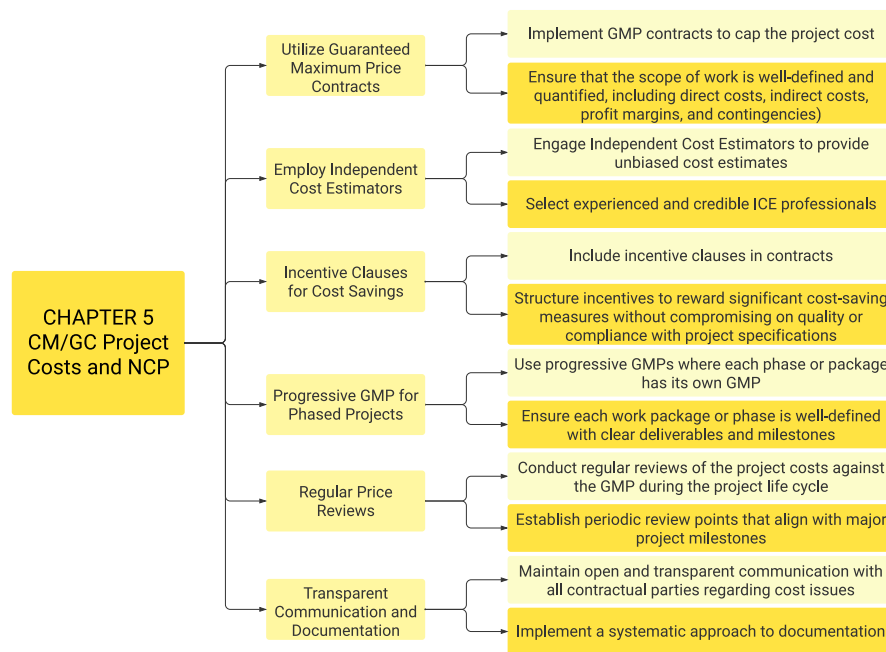 CHAPTER 5
CM/GC Project
Costs and NCP
Utilize Guaranteed
Maximum Price
Contracts
Implement GMP contracts to cap the project cost
Ensure that the scope of work is well-defined and
quantified, including direct costs, indirect costs,
profit margins, and contingencies)
Employ Independent
Cost Estimators
Engage Independent Cost Estimators to provide
unbiased cost estimates
Select experienced and credible ICE professionals
Incentive Clauses
for Cost Savings
Include incentive clauses in contracts
Structure incentives to reward significant cost-saving
measures without compromising on quality or
compliance with project specifications
Progressive GMP for
Phased Projects
Use progressive GMPs where each phase or package
has its own GMP
Ensure each work package or phase is well-defined
with clear deliverables and milestones
Regular Price
Reviews
Conduct regular reviews of the project costs against
the GMP during the project life cycle
Establish periodic review points that align with major
project milestones
Transparent
Communication and
Documentation
Maintain open and transparent communication with
all contractual parties regarding cost issues
Implement a systematic approach to documentation